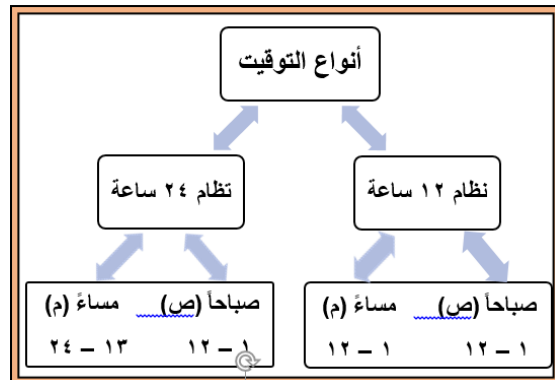 أنواع التوقيت
نظام ١٢ ساعة
تظام ٢٤ ساعة
صباحاً (ص) مساءً (م)
١ – ١٢ ١ – ١٢
صباحاً (ص) مساءً (م)
١ – ١٢ ١٣ – ٢٤